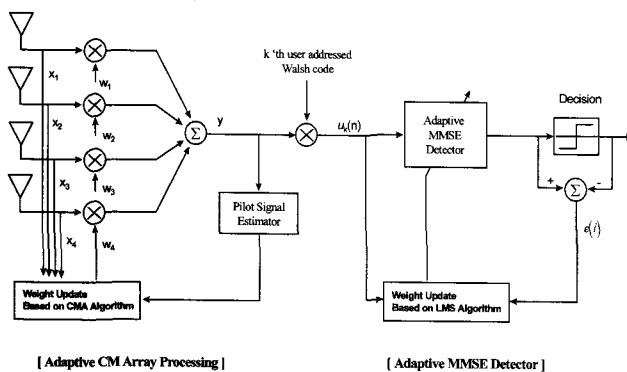 k 'th user addressed
Walsh code
x1
w1
x2
w2
x3
w3
x4
w4
Σ
y
uk(n)
Adaptive
MMSE
Detector
Decision
+
-
Σ
e(i)
Pilot Signal
Estimator
Weight Update
Based on CMA Algorithm
Weight Update
Based on LMS Algorithm
[ Adaptive CM Array Processing ]
[ Adaptive MMSE Detector ]